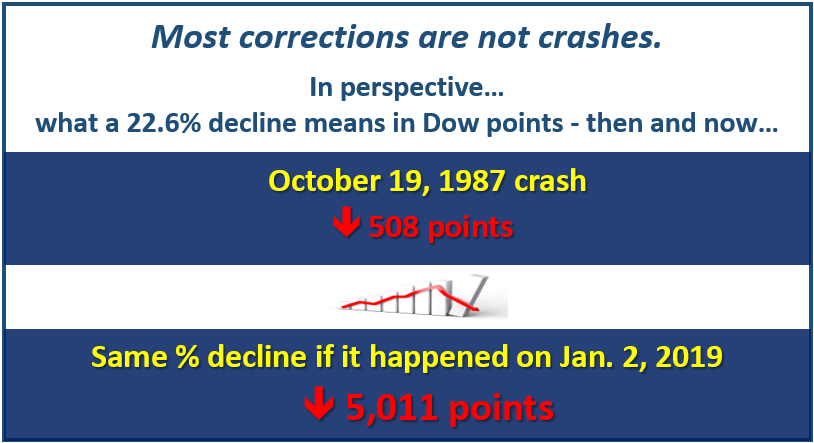 Most corrections are not crashes.
In perspective…
what a 22.6% decline means in Dow points - then and now…
October 19, 1987 crash
🡻 508 points
Same % decline if it happened on Jan. 2, 2019
🡻 5,011 points